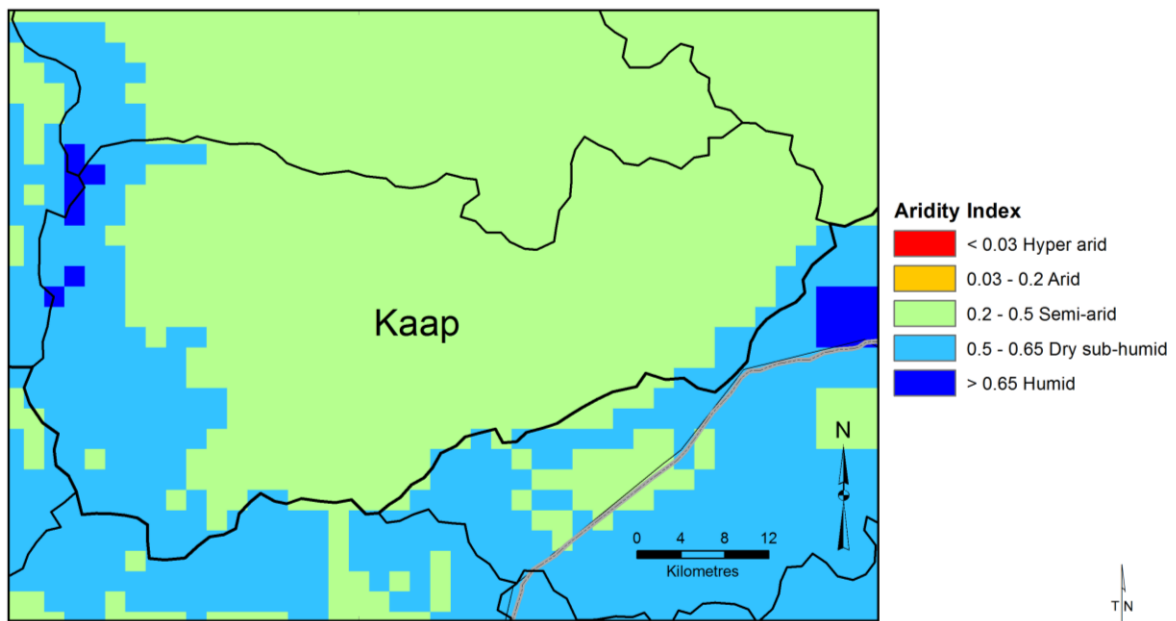 Kaap
N
0 4 8 12
Kilometres
Aridity Index
< 0.03 Hyper arid
0.03 - 0.2 Arid
0.2 - 0.5 Semi-arid
0.5 - 0.65 Dry sub-humid
> 0.65 Humid
T N